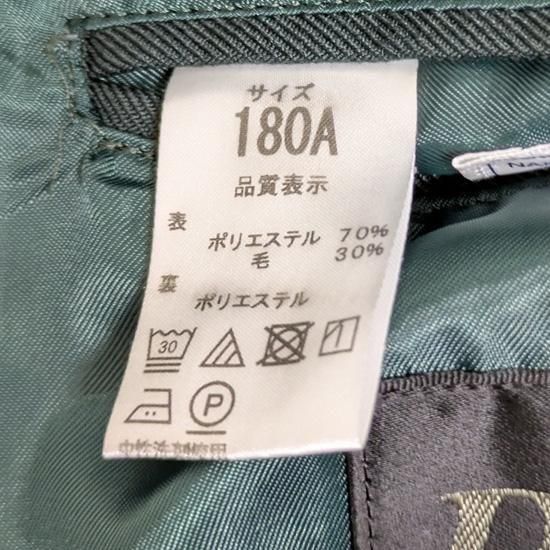 サイズ
180A
品質表示
表
ポリエステル 70%
毛 30%
裏
ポリエステル
30
P
中性洗剤使用